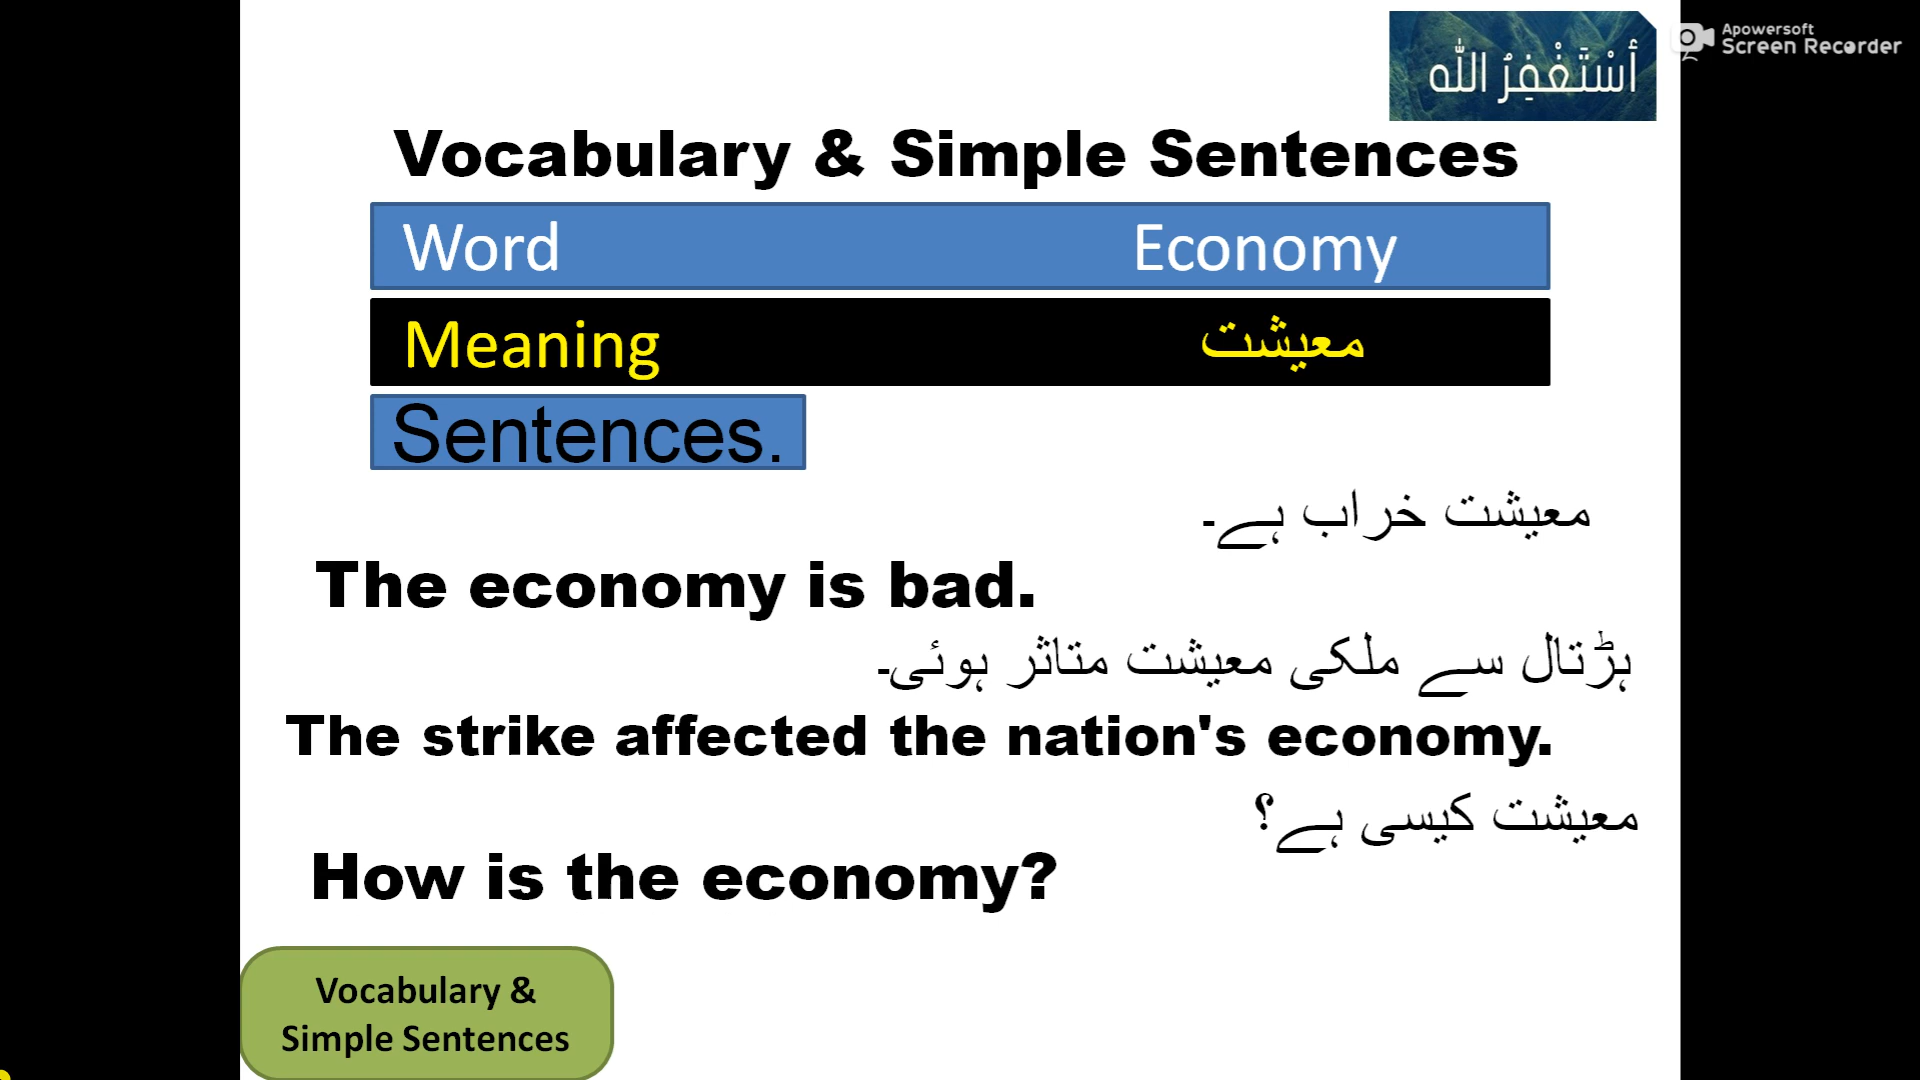 أَسْتَغْفِرُ الله
Apowersoft
Screen Recorder
Vocabulary & Simple Sentences
Word Economy
Meaning معیشت
Sentences.
معیشت خراب ہے۔
The economy is bad.
ہڑتال سے ملکی معیشت متاثر ہوئی۔
The strike affected the nation's economy.
معیشت کیسی ہے؟
How is the economy?
Vocabulary &
Simple Sentences